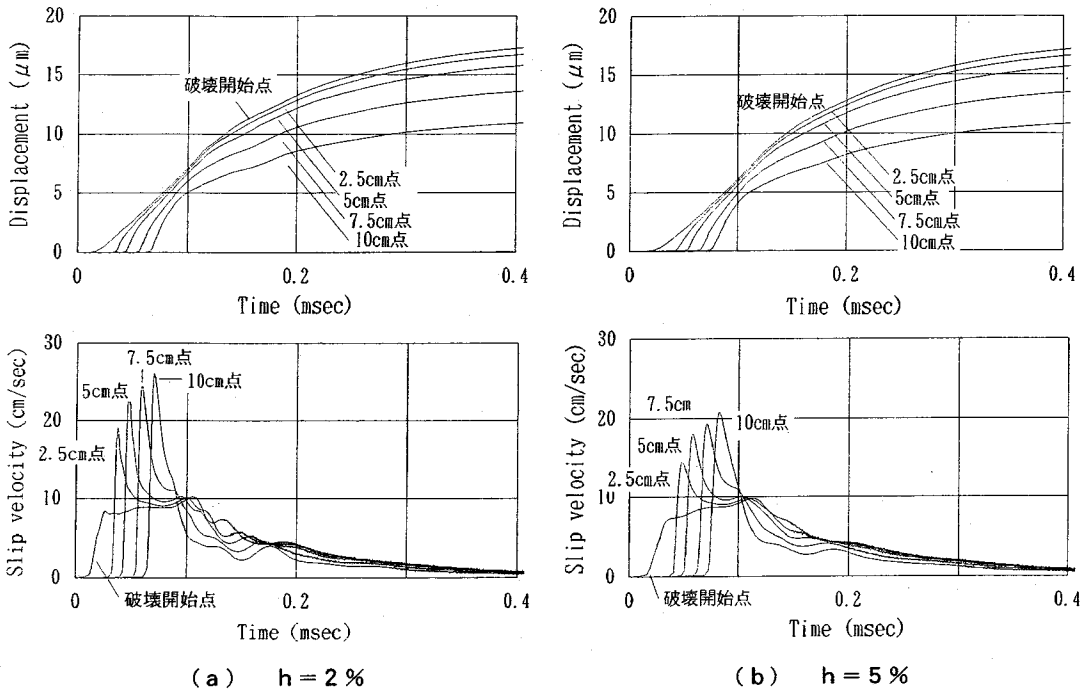 20
15
10
5
0
Displacement (μm)
破壊開始点
2.5cm点
5cm点
7.5cm点
10cm点
0
0.2
0.4
Time (msec)
20
15
10
5
0
Displacement (μm)
破壊開始点
2.5cm点
5cm点
7.5cm点
10cm点
0
0.2
0.4
Time (msec)
30
20
10
0
Slip velocity (cm/sec)
7.5cm点
5cm点
10cm点
2.5cm点
破壊開始点
0
0.2
0.4
Time (msec)
30
20
10
0
Slip velocity (cm/sec)
7.5cm
10cm点
5cm点
2.5cm点
破壊開始点
0
0.2
0.4
Time (msec)
(a) h=2%
(b) h=5%